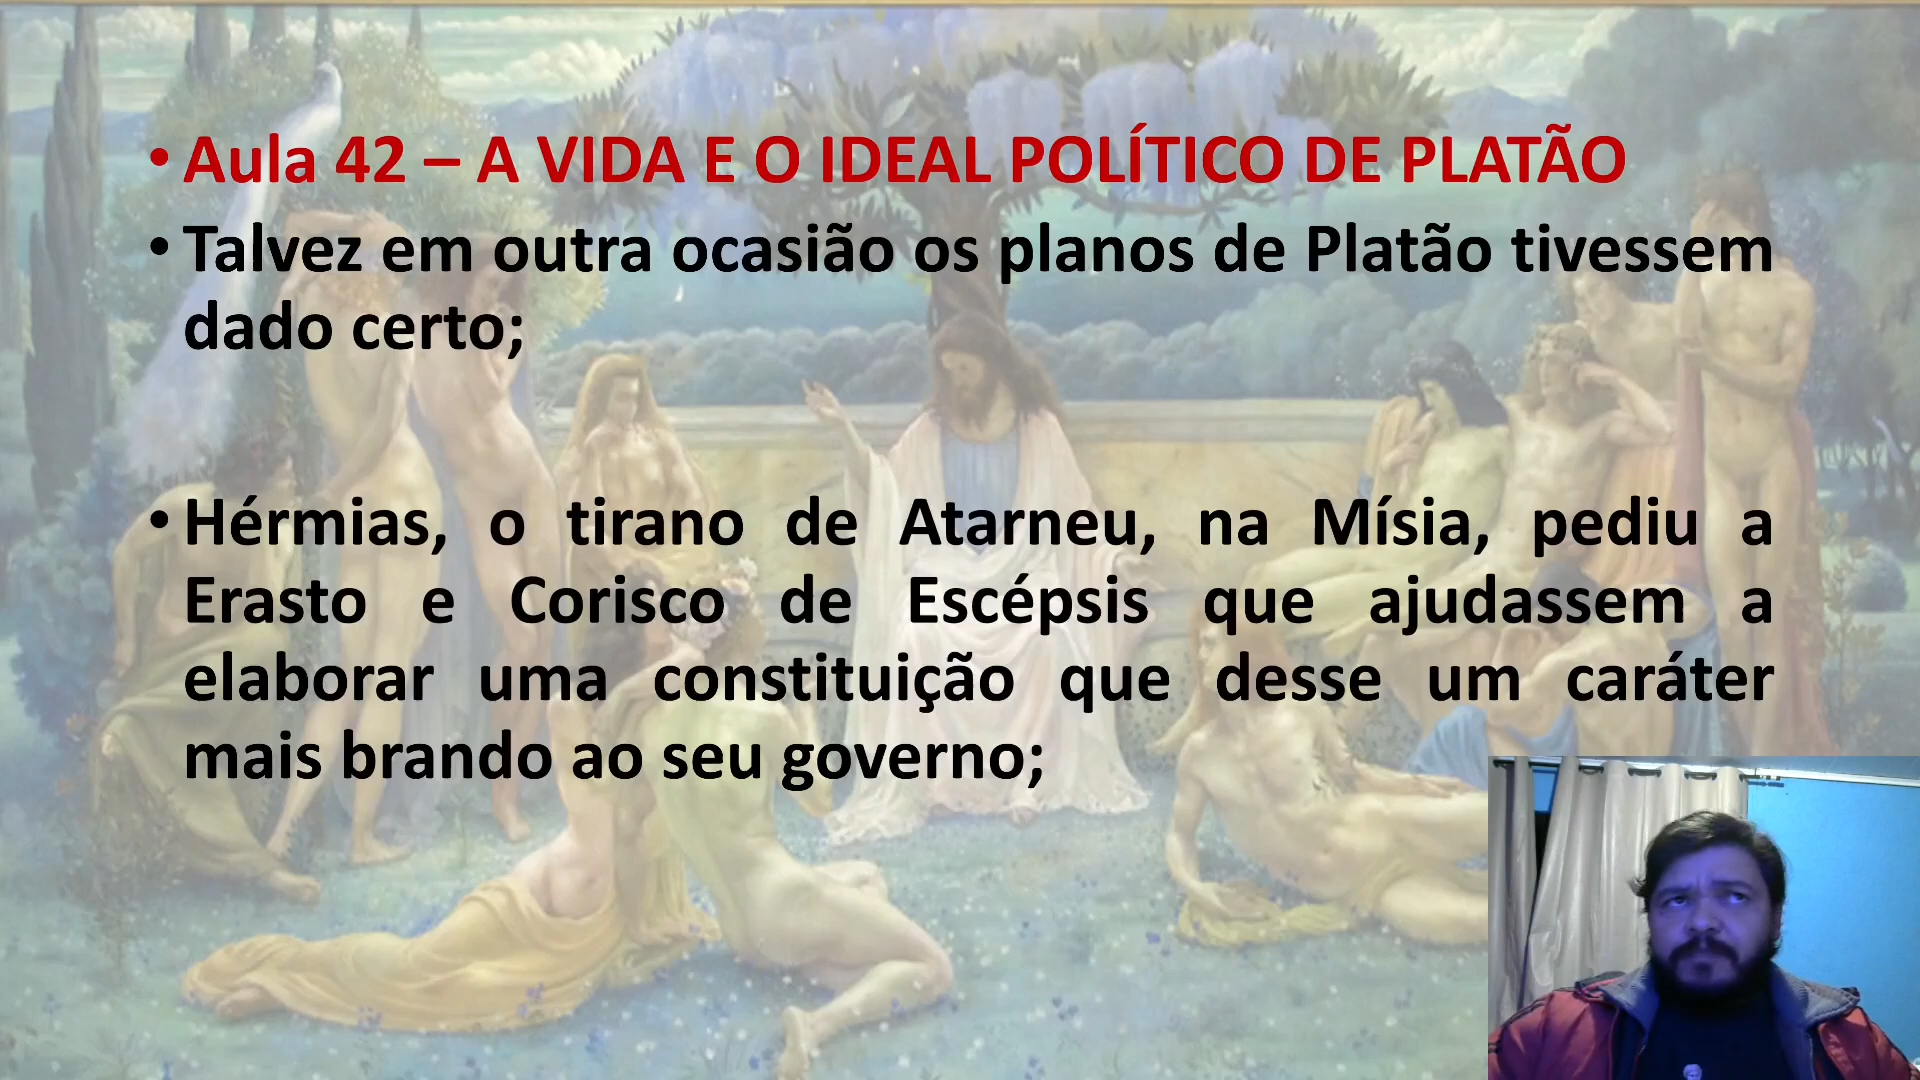 • Aula 42 – A VIDA E O IDEAL POLÍTICO DE PLATÃO
• Talvez em outra ocasião os planos de Platão tivessem
dado certo;
• Hérmias, o tirano de Atarneu, na Mísia, pediu a
Erasto e Corisco de Escépsis que ajudassem a
elaborar uma constituição que desse um caráter
mais brando ao seu governo;